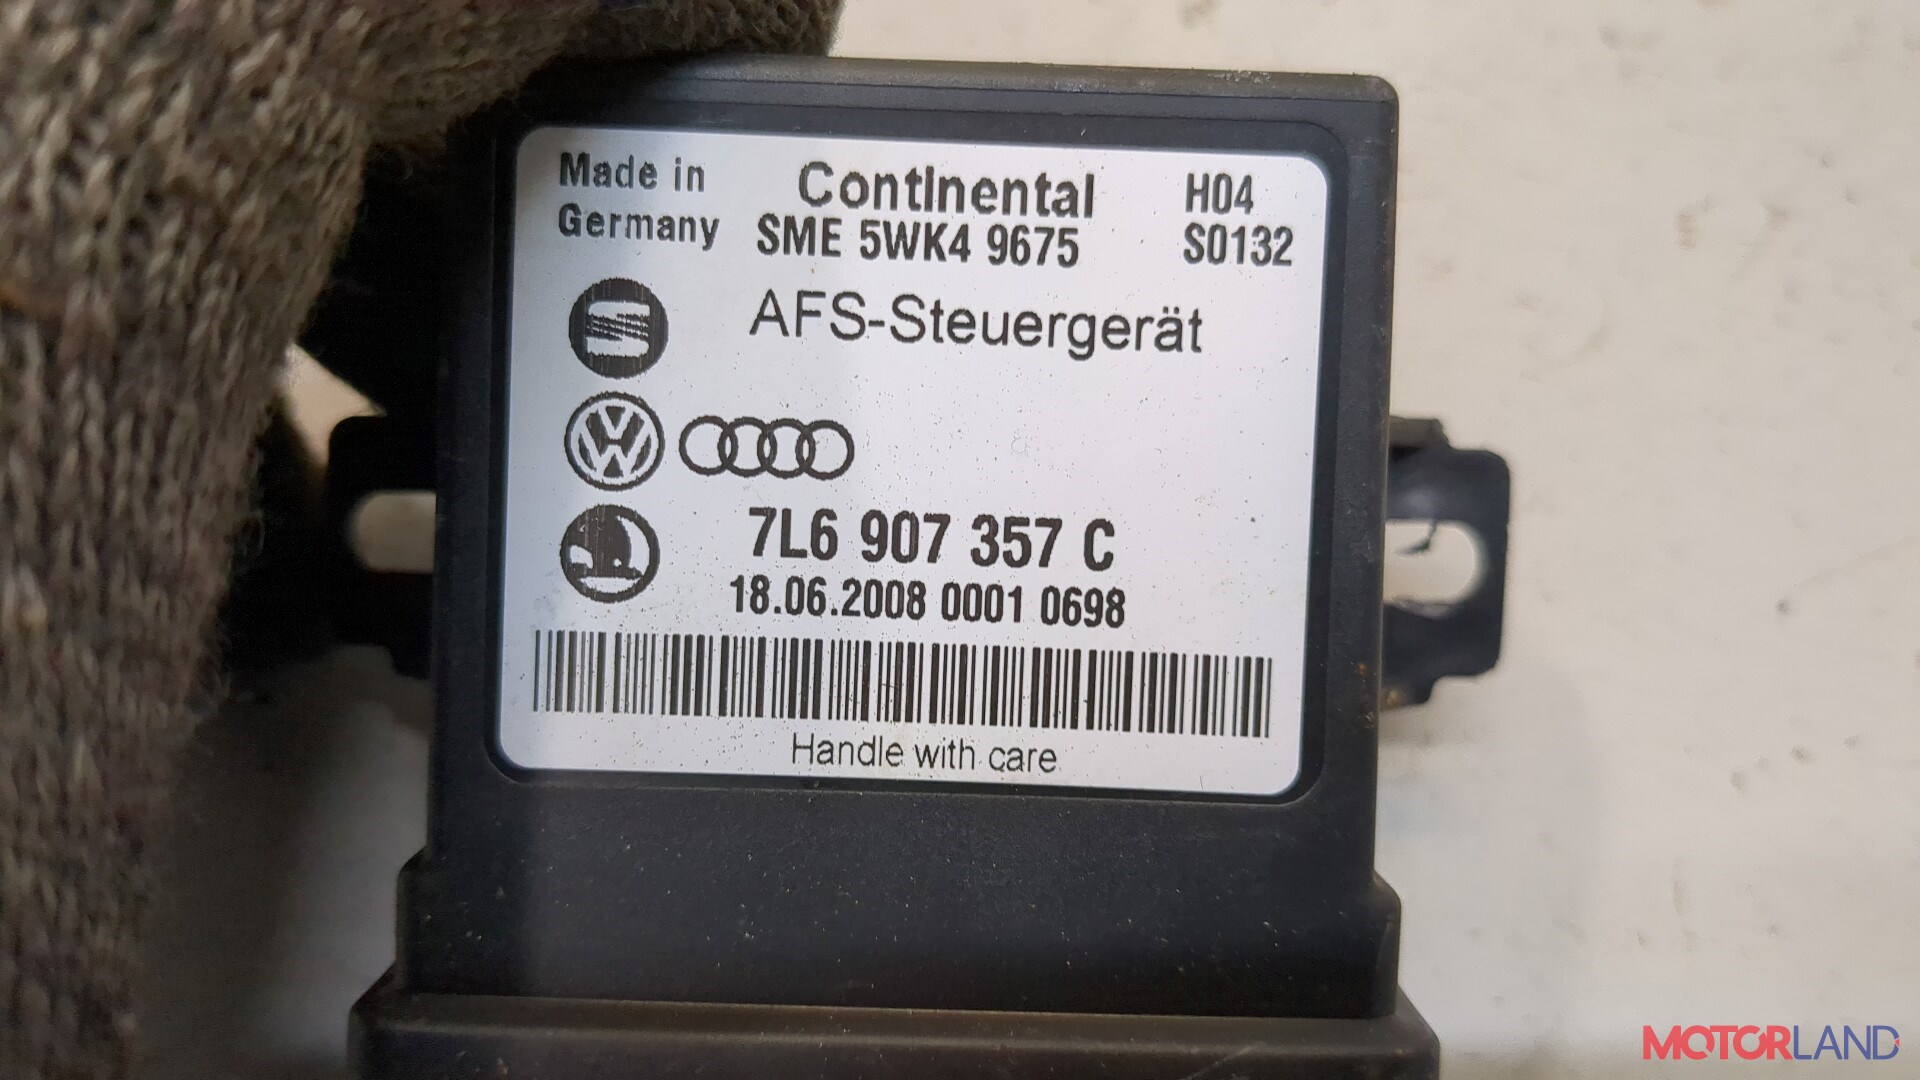 Made in
Germany
Continental
SME 5WK4 9675
H04
S0132
AFS-Steuergerät
7L6 907 357 C
18.06.2008 0001 0698
Handle with care
MOTORLAND